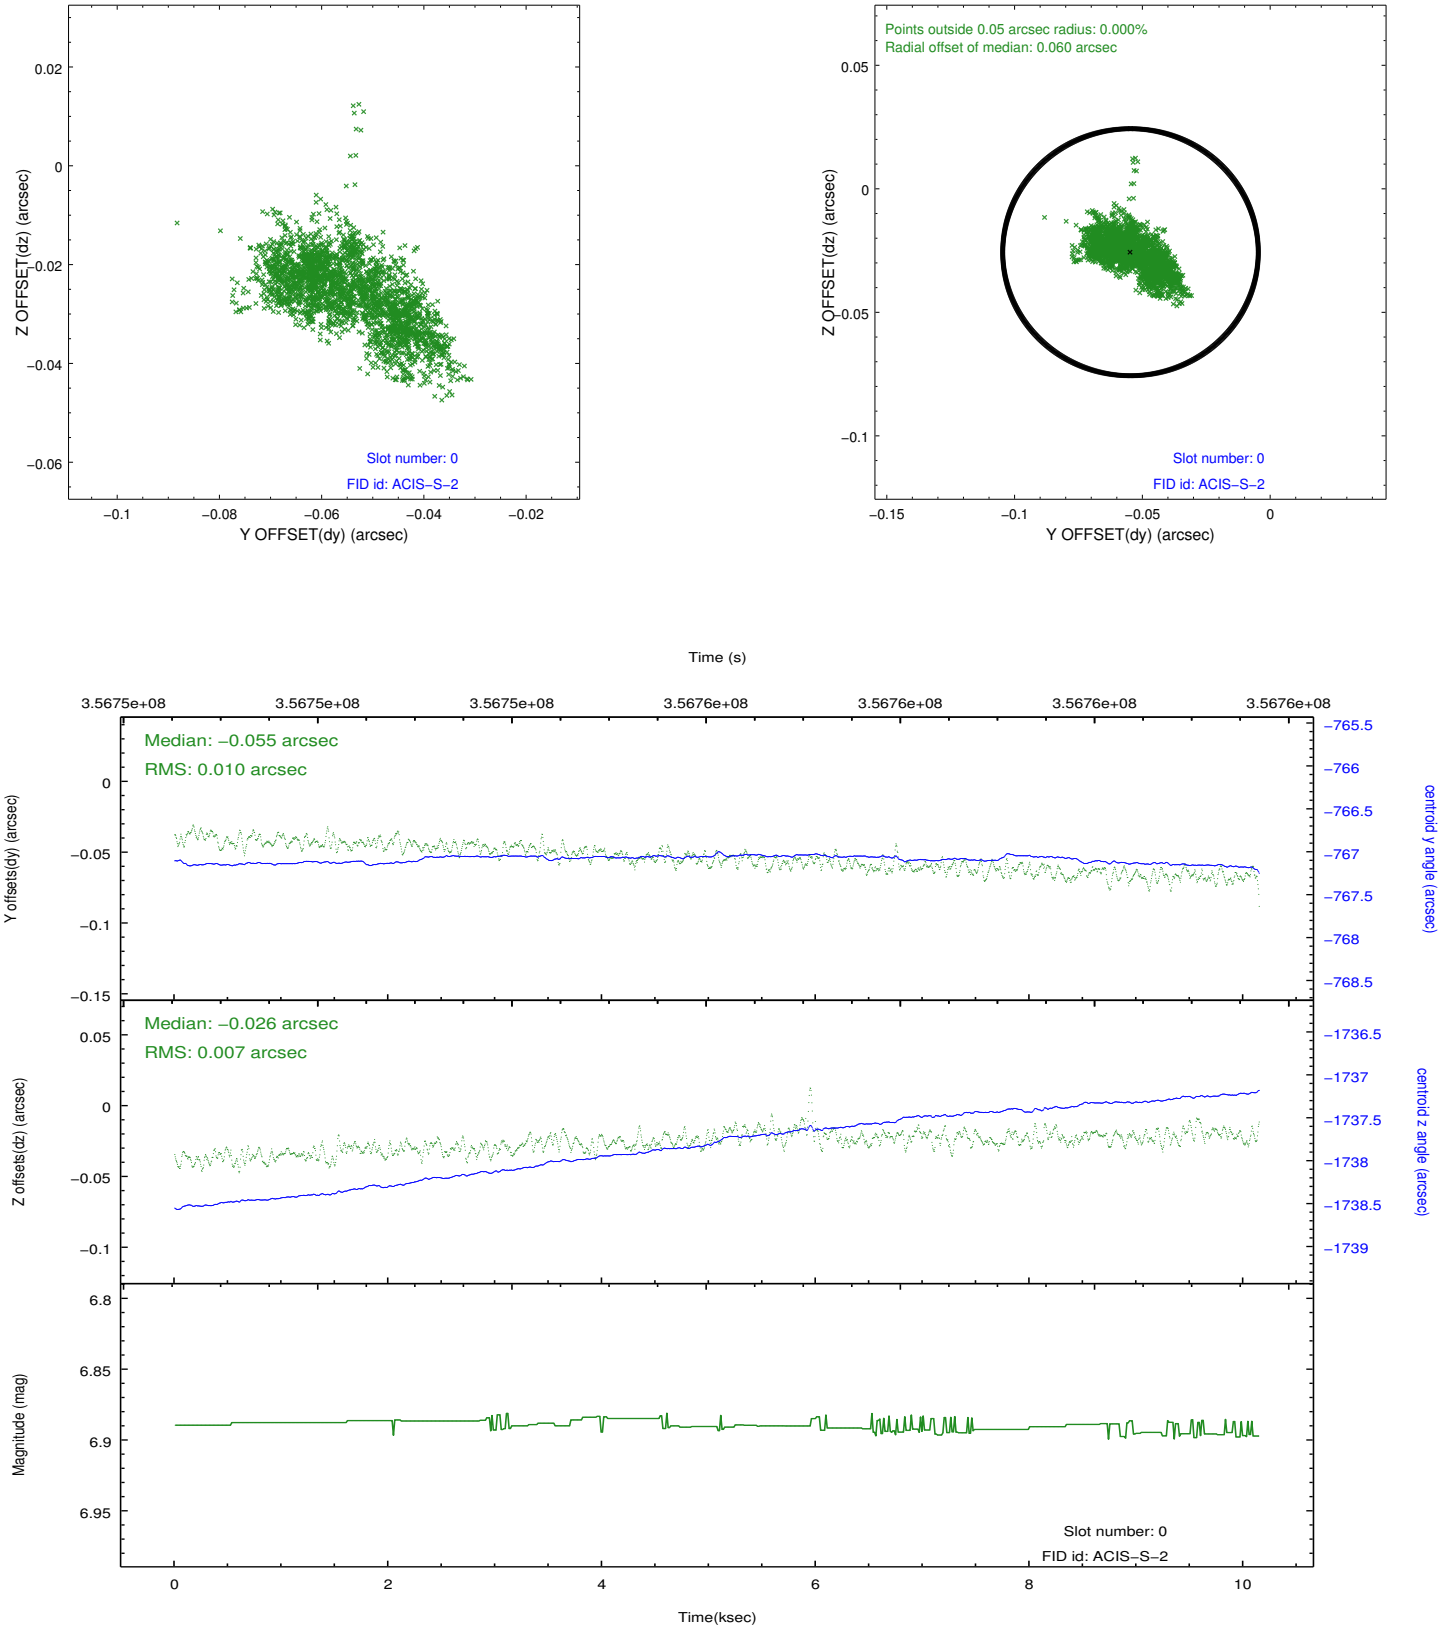 0.02
0
−0.02
−0.04
−0.06
Z OFFSET(dz) (arcsec)
Slot number: 0
FID id: ACIS−S−2
−0.1
−0.08
−0.06
−0.04
−0.02
Y OFFSET(dy) (arcsec)
Points outside 0.05 arcsec radius: 0.000%
Radial offset of median: 0.060 arcsec
0.05
0
−0.05
−0.1
Z OFFSET(dz) (arcsec)
Slot number: 0
FID id: ACIS−S−2
−0.15
−0.1
−0.05
0
Y OFFSET(dy) (arcsec)
Time (s)
3.5675e+08
3.5675e+08
3.5675e+08
3.5676e+08
3.5676e+08
3.5676e+08
3.5676e+08
Median: −0.055 arcsec
RMS: 0.010 arcsec
0
−0.05
−0.1
−0.15
Y offsets(dy) (arcsec)
−765.5
−766
−766.5
−767
−767.5
−768
−768.5
centroid y angle (arcsec)
Median: −0.026 arcsec
RMS: 0.007 arcsec
0.05
0
−0.05
−0.1
Z offsets(dz) (arcsec)
−1736.5
−1737
−1737.5
−1738
−1738.5
−1739
centroid z angle (arcsec)
6.8
6.85
6.9
6.95
Magnitude (mag)
Slot number: 0
FID id: ACIS−S−2
0
2
4
6
8
10
Time(ksec)